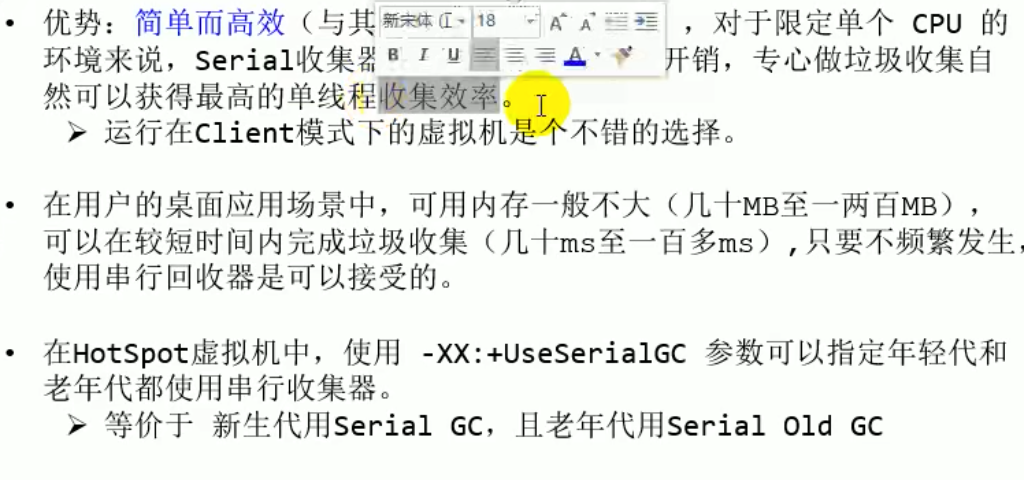 • 优势：简单而高效（与其 ，对于限定单个 CPU 的
新宋体 18
环境来说，Serial收集器 开销，专心做垃圾收集自
B I U A
然可以获得最高的单线程收集效率。
➢ 运行在Client模式下的虚拟机是个不错的选择。
• 在用户的桌面应用场景中，可用内存一般不大（几十MB至一两百MB），
可以在较短时间内完成垃圾收集（几十ms至一百多ms）,只要不频繁发生，
使用串行回收器是可以接受的。
• 在HotSpot虚拟机中，使用 -XX:+UseSerialGC 参数可以指定年轻代和
老年代都使用串行收集器。
➢ 等价于 新生代用Serial GC，且老年代用Serial Old GC